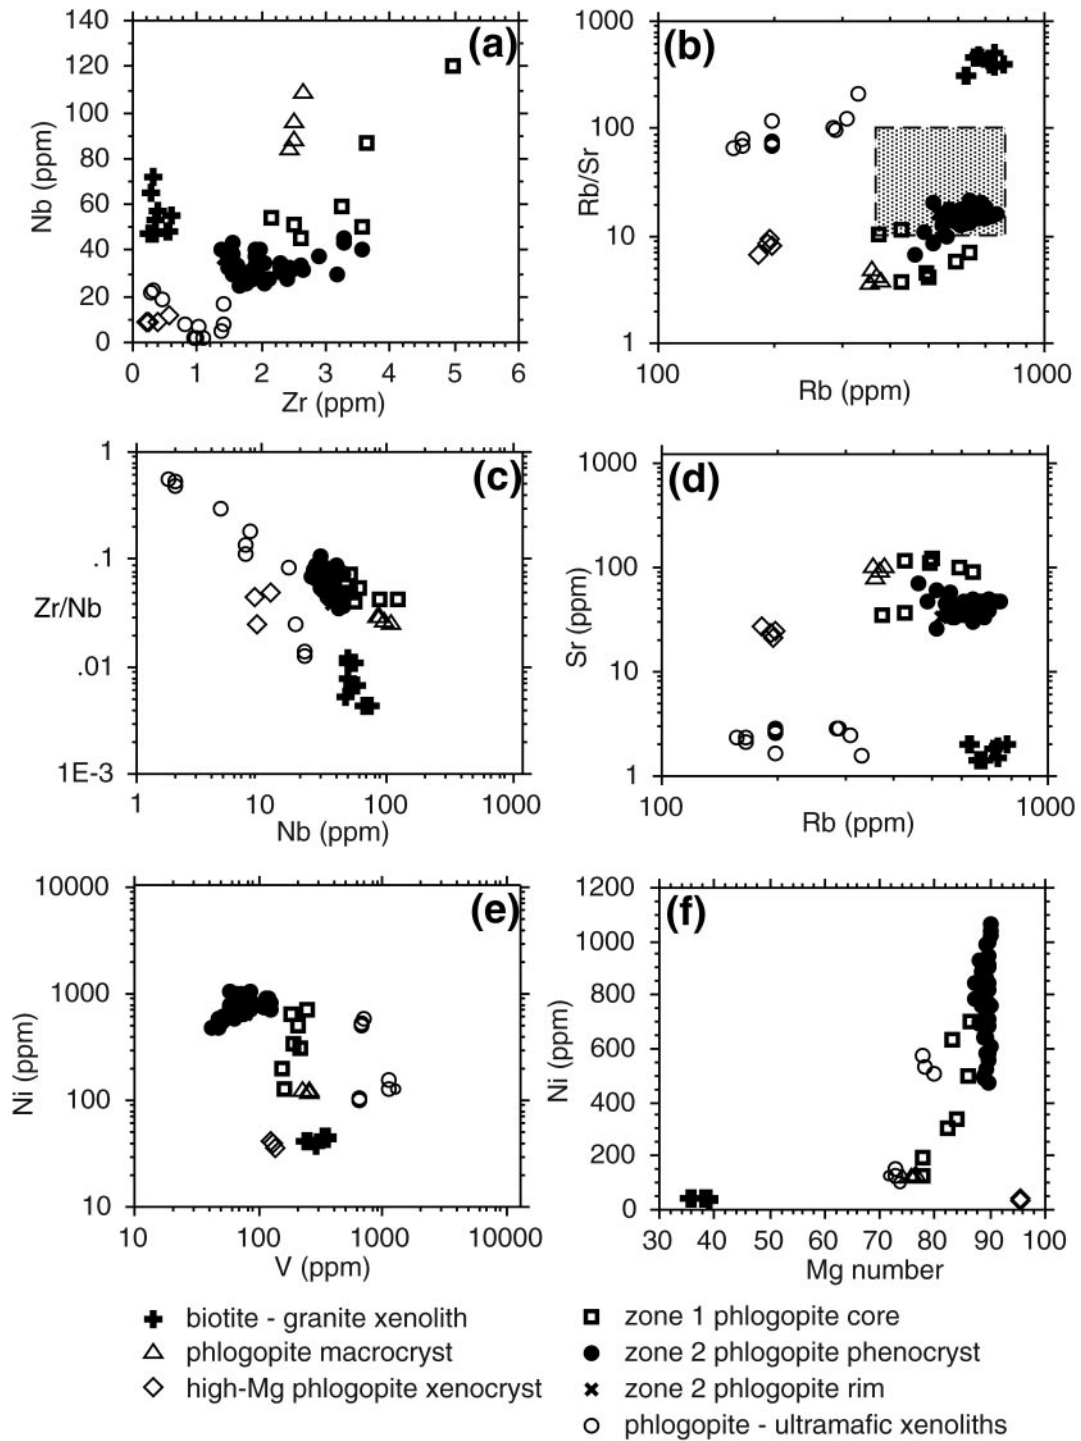 (a)
Nb (ppm)
140
120
100
80
60
40
20
0
0 1 2 3 4 5 6
Zr (ppm)
(b)
Rb/Sr
1000
100
10
1
100 1000
Rb (ppm)
(c)
Zr/Nb
1
.1
.01
1E-3
1 10 100 1000
Nb (ppm)
(d)
Sr (ppm)
1000
100
10
1
100 1000
Rb (ppm)
(e)
Ni (ppm)
10000
1000
100
10
10 100 1000 10000
V (ppm)
(f)
Ni (ppm)
1200
1000
800
600
400
200
0
30 40 50 60 70 80 90 100
Mg number
biotite - granite xenolith
phlogopite macrocryst
high-Mg phlogopite xenocryst
zone 1 phlogopite core
zone 2 phlogopite phenocryst
zone 2 phlogopite rim
phlogopite - ultramafic xenoliths